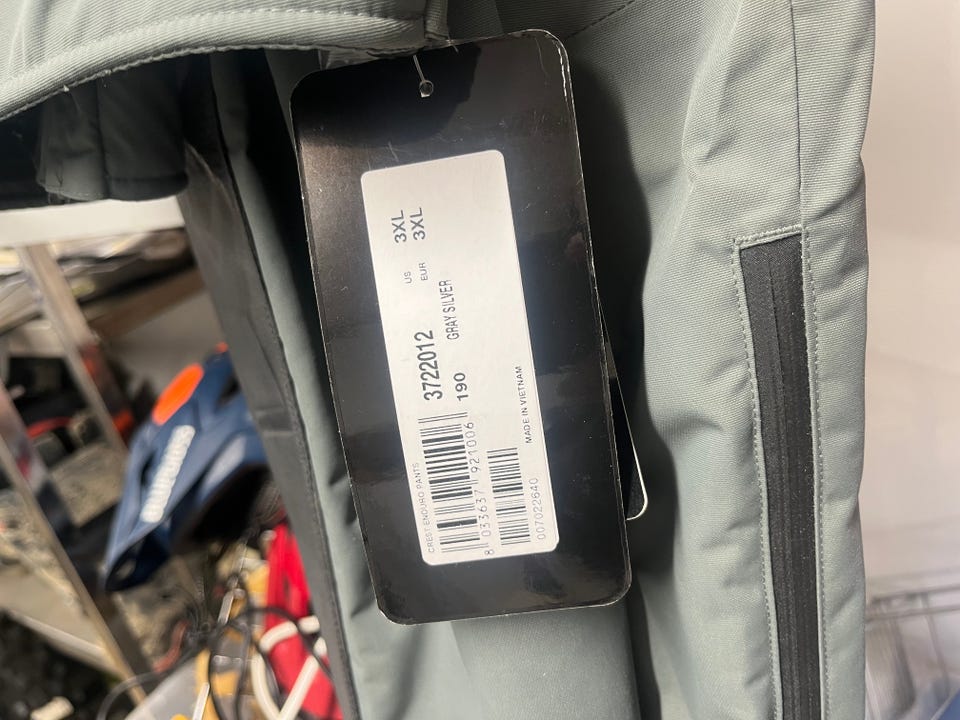 CREST ENDURO PANTS
3722012
US 3XL
EUR 3XL
190 GRAY SILVER
8 033637 921006
MADE IN VIETNAM
007022640